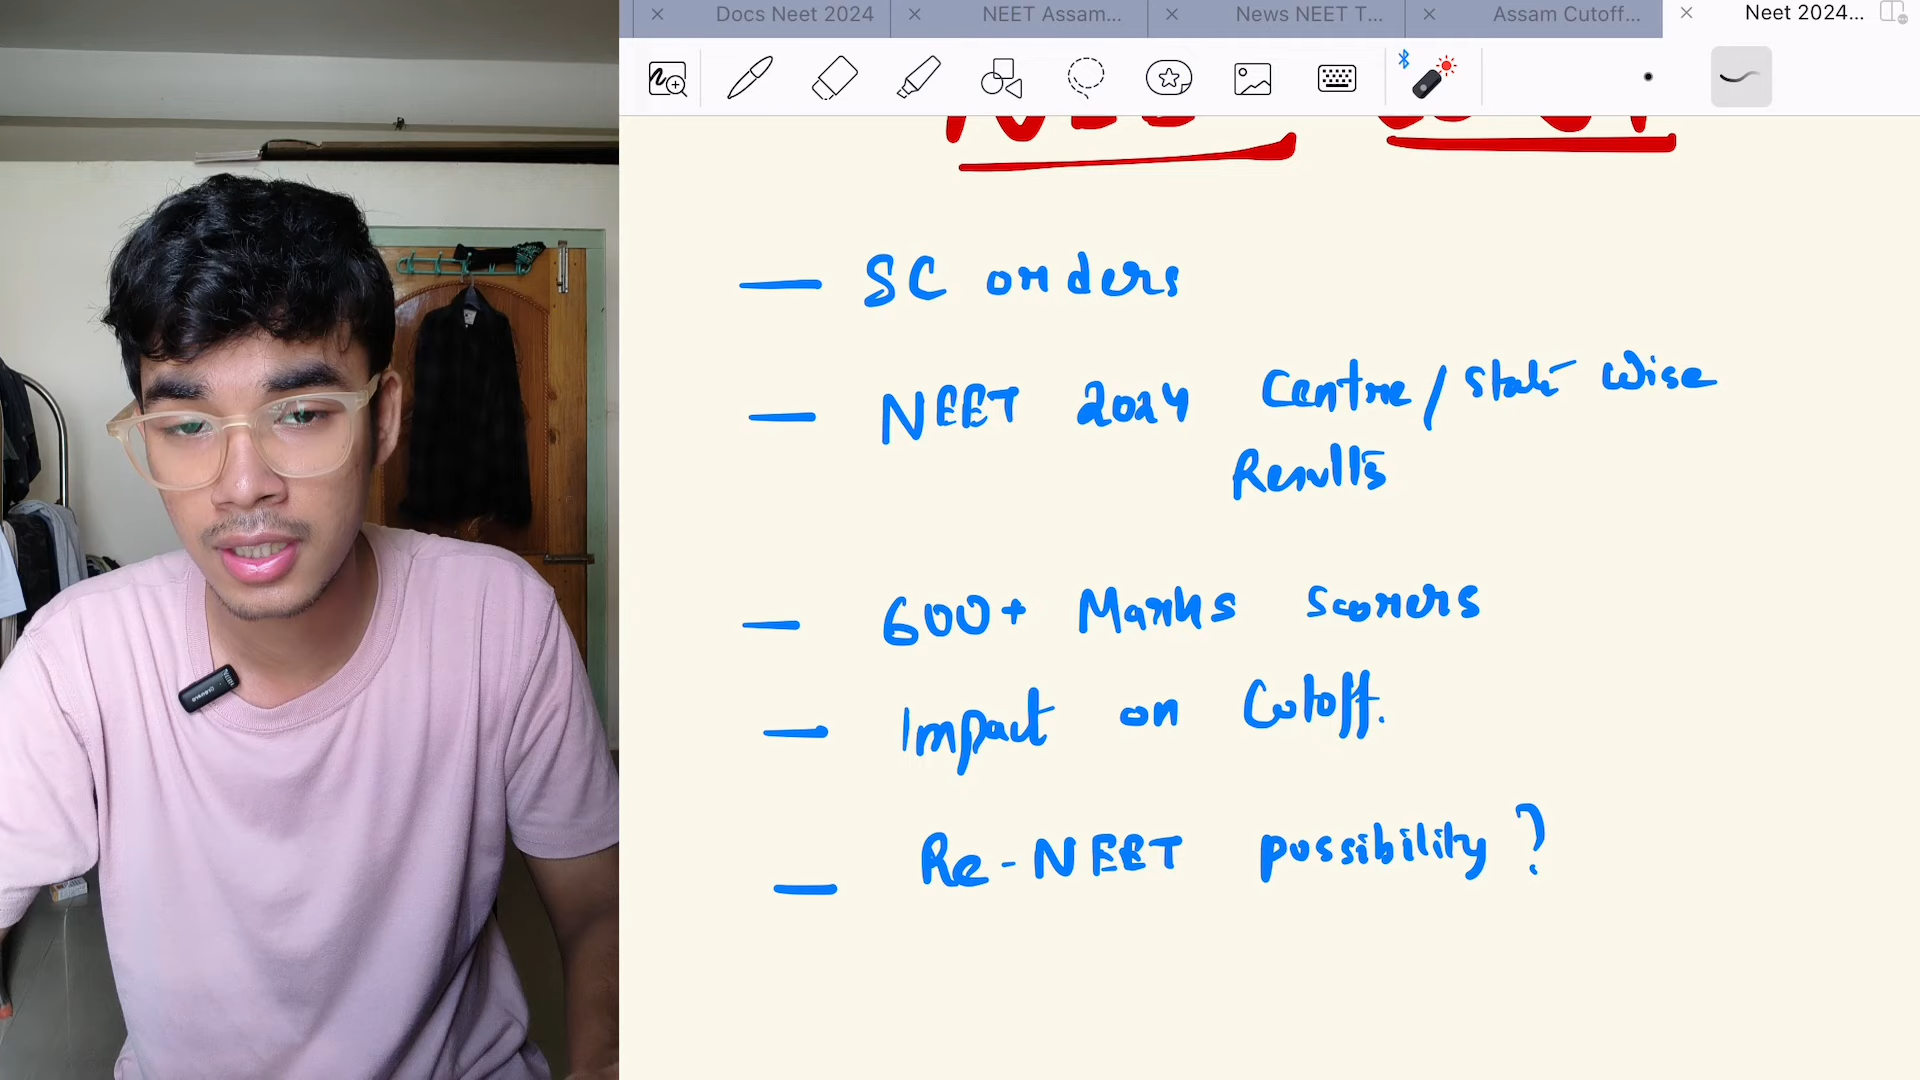 Docs Neet 2024
NEET Assam...
News NEET T...
Assam Cutoff...
Neet 2024...
— SC orders
— NEET 2024 Centre/State Wise
Results
— 600+ Marks scorers
— Impact on Cutoff.
— Re-NEET possibility?